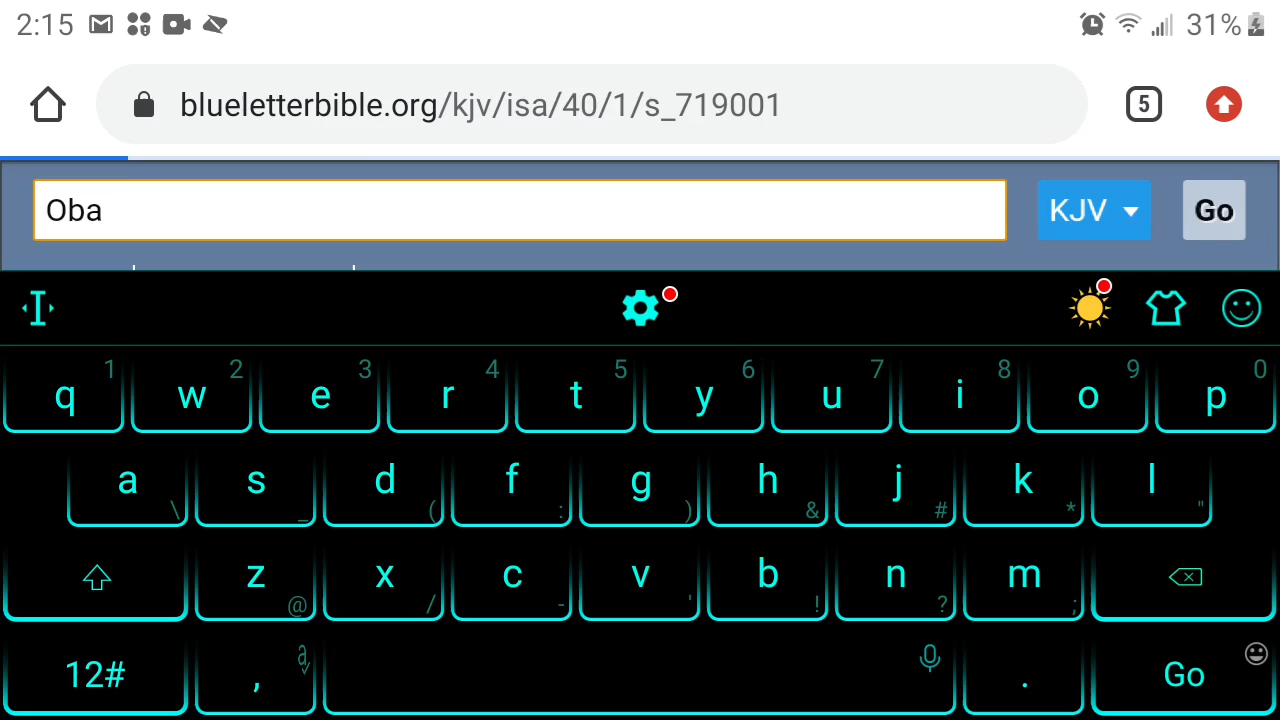 2:15 31%
blueletterbible.org/kjv/isa/40/1/s_719001 5
Oba KJV Go
1 2 3 4 5 6 7 8 9 0
q w e r t y u i o p
a s d f g h j k l
\ _ ( : ) & # * "
z x c v b n m
@ / - ' ! ? ;
12# , a . Go